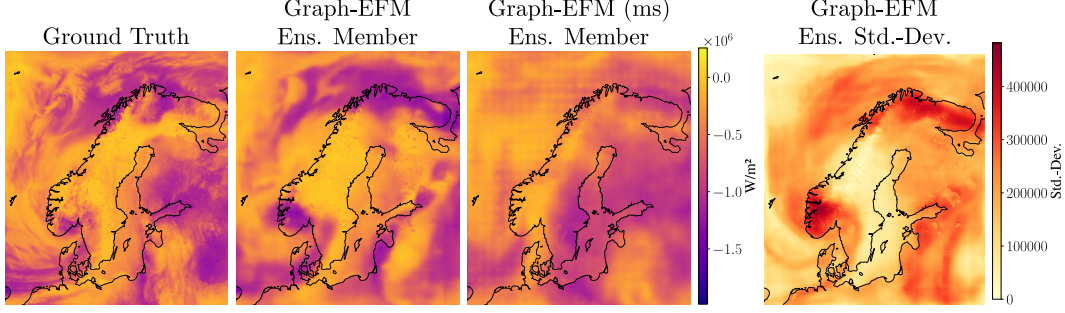 Ground Truth
Graph-EFM
Ens. Member
Graph-EFM (ms)
Ens. Member
×10⁶
0.0
−0.5
−1.0
−1.5
W/m²
Graph-EFM
Ens. Std.-Dev.
400000
300000
200000
100000
0
Std.-Dev.